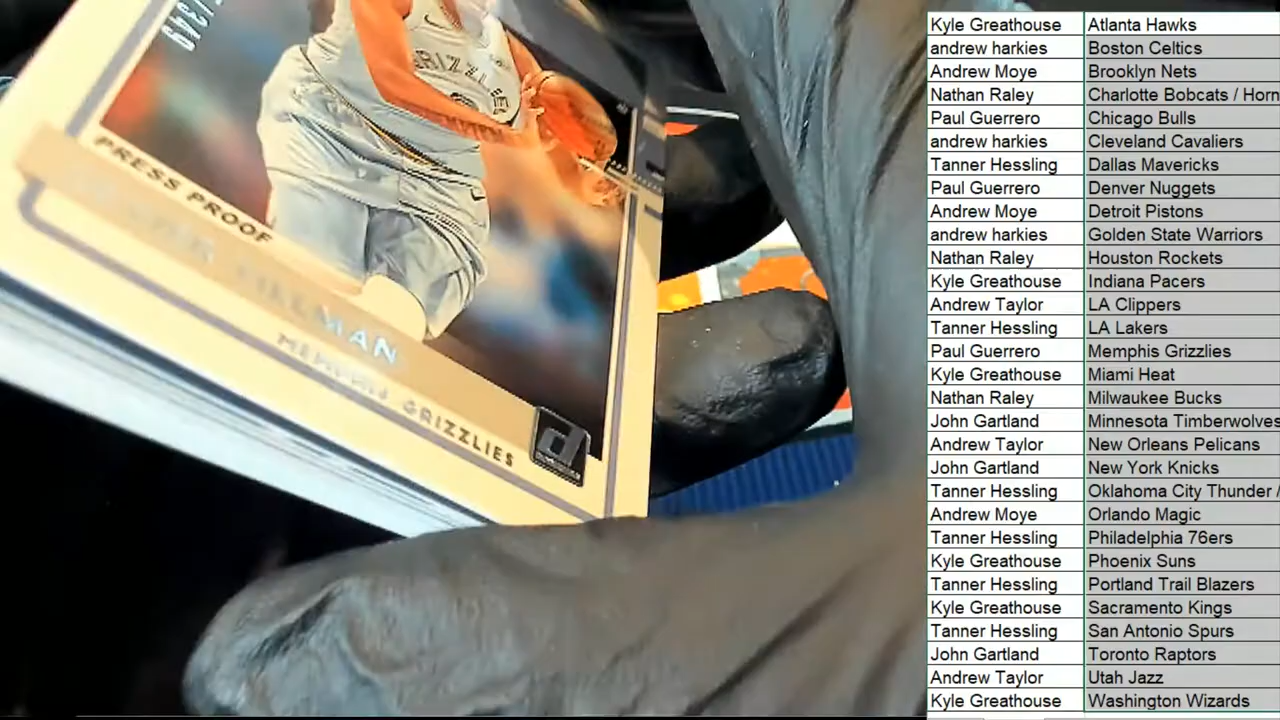 /349
GRIZZLIES
PRESS PROOF
MEMPHIS GRIZZLIES
d
Kyle Greathouse Atlanta Hawks
andrew harkies Boston Celtics
Andrew Moye Brooklyn Nets
Nathan Raley Charlotte Bobcats / Horn
Paul Guerrero Chicago Bulls
andrew harkies Cleveland Cavaliers
Tanner Hessling Dallas Mavericks
Paul Guerrero Denver Nuggets
Andrew Moye Detroit Pistons
andrew harkies Golden State Warriors
Nathan Raley Houston Rockets
Kyle Greathouse Indiana Pacers
Andrew Taylor LA Clippers
Tanner Hessling LA Lakers
Paul Guerrero Memphis Grizzlies
Kyle Greathouse Miami Heat
Nathan Raley Milwaukee Bucks
John Gartland Minnesota Timberwolves
Andrew Taylor New Orleans Pelicans
John Gartland New York Knicks
Tanner Hessling Oklahoma City Thunder /
Andrew Moye Orlando Magic
Tanner Hessling Philadelphia 76ers
Kyle Greathouse Phoenix Suns
Tanner Hessling Portland Trail Blazers
Kyle Greathouse Sacramento Kings
Tanner Hessling San Antonio Spurs
John Gartland Toronto Raptors
Andrew Taylor Utah Jazz
Kyle Greathouse Washington Wizards